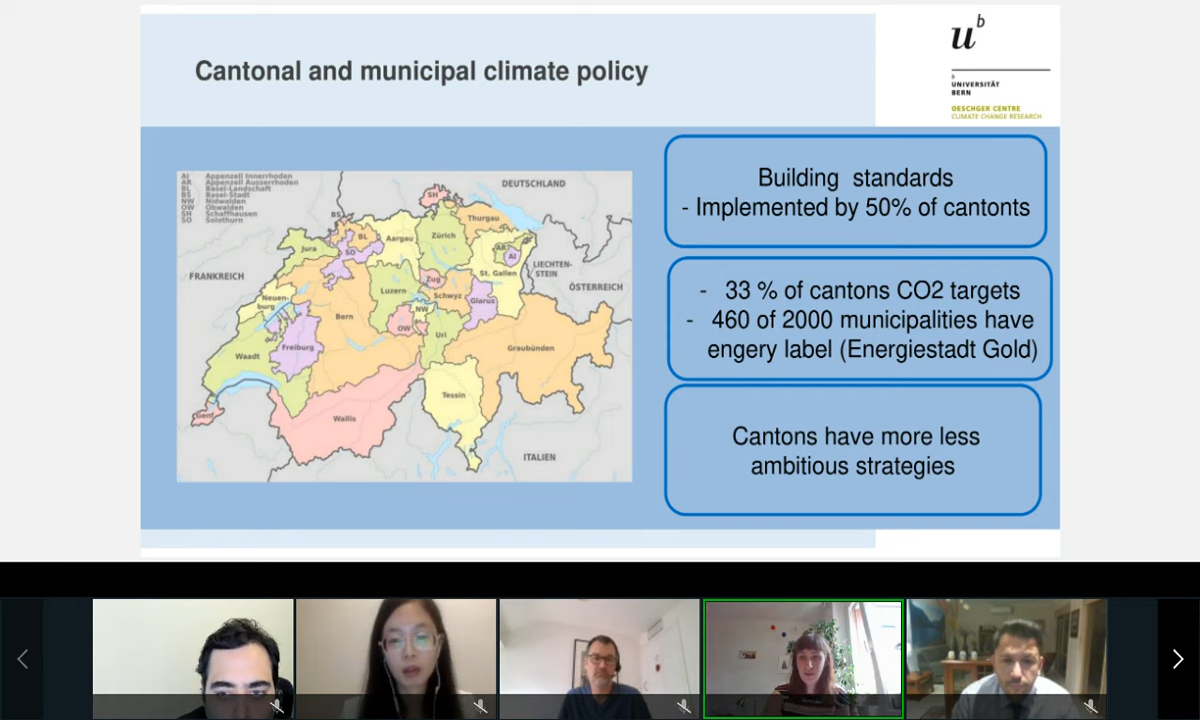 Cantonal and municipal climate policy
u
b
b
UNIVERSITÄT
BERN
OESCHGER CENTRE
CLIMATE CHANGE RESEARCH
AI Appenzell Innerrhoden
AR Appenzell Ausserrhoden
BL Basel-Landschaft
BS Basel-Stadt
NW Nidwalden
OW Obwalden
SH Schaffhausen
SO Solothurn
DEUTSCHLAND
SH
BS
Thurgau
BL
Aargau
Zürich
Jura
SO
AR
AI
FRANKREICH
LIECHTEN-
STEIN
St. Gallen
ÖSTERREICH
Zug
Luzern
Schwyz
Glarus
Neuen-
burg
NW
Bern
OW
Uri
Freiburg
Graubünden
Waadt
Tessin
Genf
Wallis
ITALIEN
Building standards
- Implemented by 50% of cantonts
- 33 % of cantons CO2 targets
- 460 of 2000 municipalities have
engery label (Energiestadt Gold)
Cantons have more less
ambitious strategies